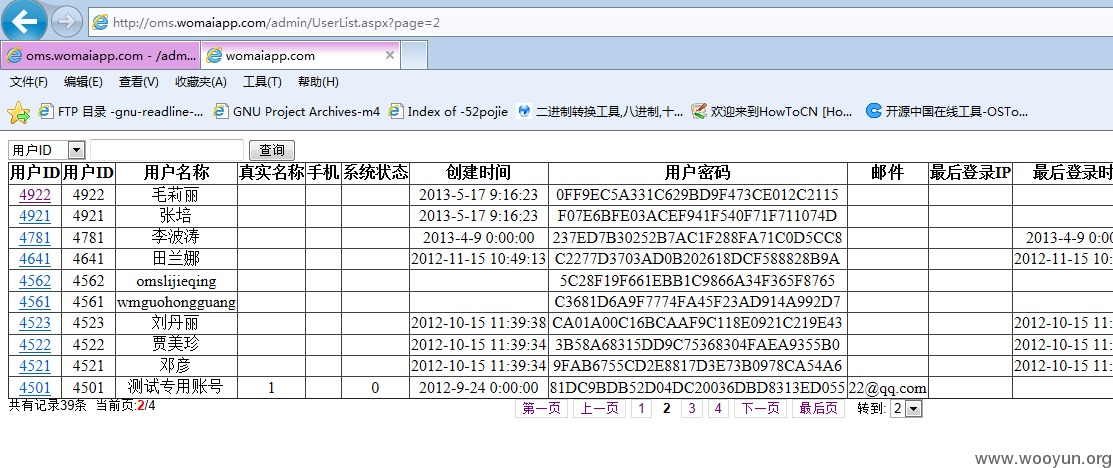 http://oms.womaiapp.com/admin/UserList.aspx?page=2
oms.womaiapp.com - /adm... womaiapp.com
文件(F) 编辑(E) 查看(V) 收藏夹(A) 工具(T) 帮助(H)
FTP 目录 -gnu-readline-... GNU Project Archives-m4 Index of -52pojie 二进制转换工具,八进制,十... 欢迎来到HowToCN [Ho... 开源中国在线工具-OSTo...
用户ID 查询
用户ID 用户ID 用户名称 真实名称 手机 系统状态 创建时间 用户密码 邮件 最后登录IP 最后登录时
4922 4922 毛莉丽 2013-5-17 9:16:23 0FF9EC5A331C629BD9F473CE012C2115
4921 4921 张培 2013-5-17 9:16:23 F07E6BFE03ACEF941F540F71F711074D
4781 4781 李波涛 2013-4-9 0:00:00 237ED7B30252B7AC1F288FA71C0D5CC8 2013-4-9 0:00
4641 4641 田兰娜 2012-11-15 10:49:13 C2277D3703AD0B202618DCF588828B9A 2012-11-15 10:
4562 4562 omslijieqing 5C28F19F661EBB1C9866A34F365F8765
4561 4561 wmguohongguang C3681D6A9F7774FA45F23AD914A992D7
4523 4523 刘丹丽 2012-10-15 11:39:38 CA01A00C16BCAAF9C118E0921C219E43 2012-10-15 11:
4522 4522 贾美珍 2012-10-15 11:39:34 3B58A68315DD9C75368304FAEA9355B0 2012-10-15 11:
4521 4521 邓彦 2012-10-15 11:39:34 9FAB6755CD2E8817D3E73B0978CA54A6 2012-10-15 11:
4501 4501 测试专用账号 1 0 2012-9-24 0:00:00 81DC9BDB52D04DC20036DBD8313ED055 22@qq.com
共有记录39条 当前页:2/4 第一页 上一页 1 2 3 4 下一页 最后页 转到: 2
www.wooyun.org